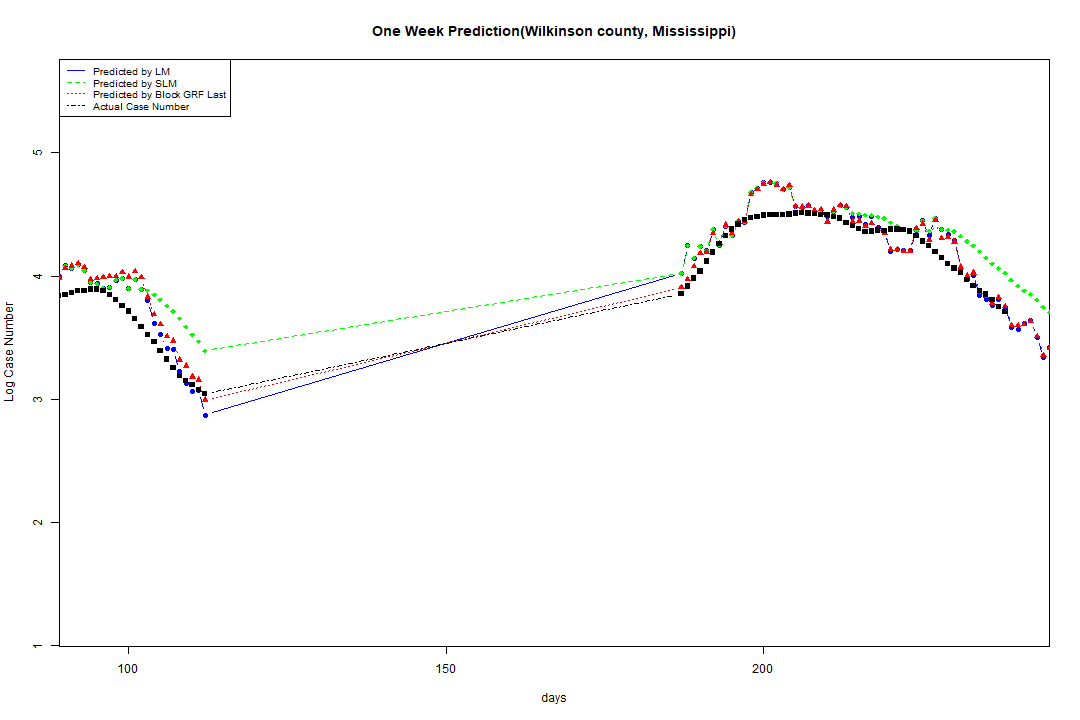 One Week Prediction(Wilkinson county, Mississippi)
Predicted by LM
Predicted by SLM
Predicted by Block GRF Last
Actual Case Number
5
4
3
2
1
Log Case Number
100 150 200
days